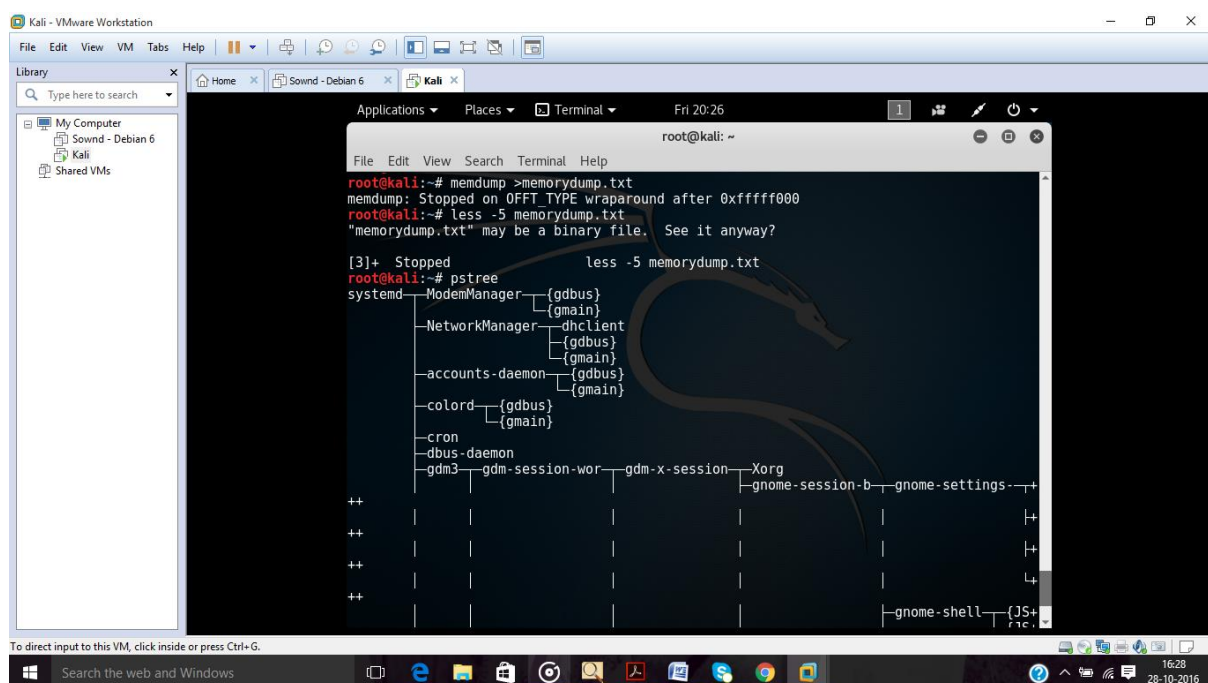 Kali - VMware Workstation
File Edit View VM Tabs Help
Library
Type here to search
My Computer
Sownd - Debian 6
Kali
Shared VMs
Home
Sownd - Debian 6
Kali
Applications Places Terminal Fri 20:26 1
root@kali: ~
File Edit View Search Terminal Help
root@kali:~# memdump >memorydump.txt
memdump: Stopped on OFFT_TYPE wraparound after 0xfffff000
root@kali:~# less -5 memorydump.txt
"memorydump.txt" may be a binary file.  See it anyway?
[3]+  Stopped                 less -5 memorydump.txt
root@kali:~# pstree
systemd─┬─ModemManager─┬─{gdbus}
        │              └─{gmain}
        ├─NetworkManager─┬─dhclient
        │                ├─{gdbus}
        │                └─{gmain}
        ├─accounts-daemon─┬─{gdbus}
        │                 └─{gmain}
        ├─colord─┬─{gdbus}
        │        └─{gmain}
        ├─cron
        ├─dbus-daemon
        ├─gdm3─┬─gdm-session-wor─┬─gdm-x-session─┬─Xorg
        │      │                 │               ├─gnome-session-b─┬─gnome-settings-─┬+
++
        │      │                 │               │                 │                 ├+
++
        │      │                 │               │                 │                 ├+
++
        │      │                 │               │                 │                 └+
++
        │      │                 │               │                 ├─gnome-shell─┬─{JS+
To direct input to this VM, click inside or press Ctrl+G.
Search the web and Windows
16:28
28-10-2016